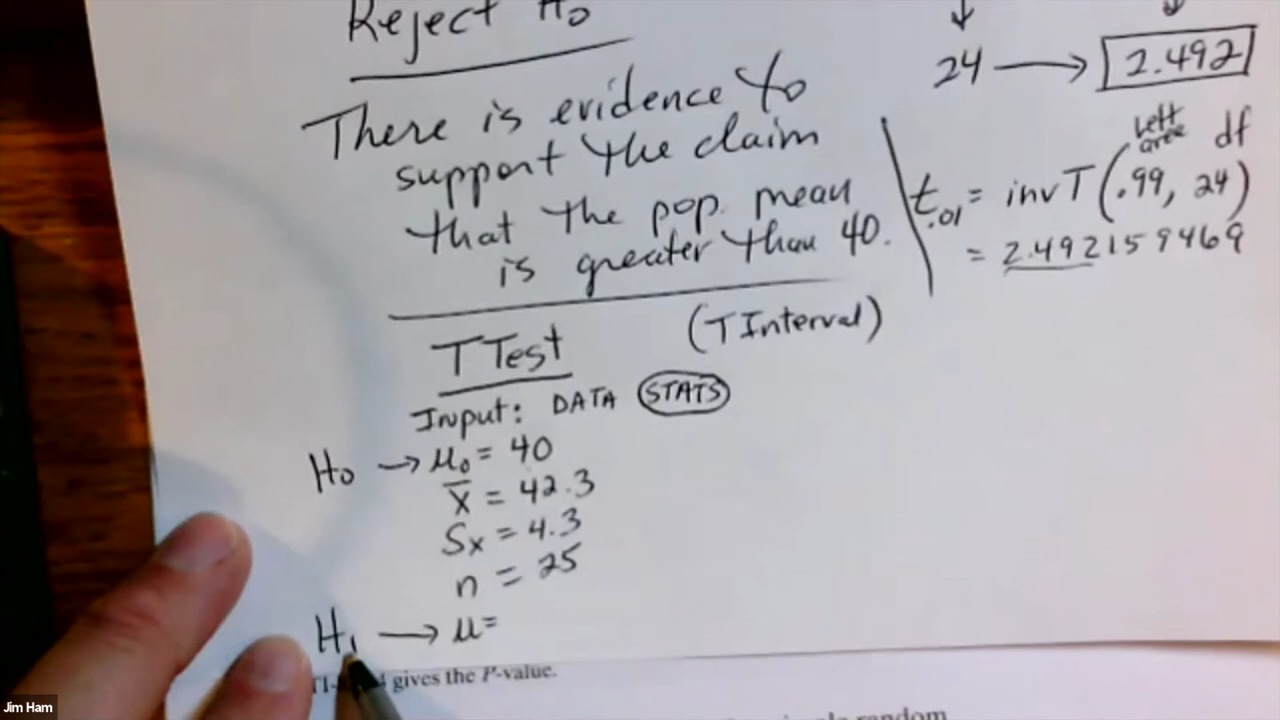 Reject H₀
There is evidence to
support the claim
that the pop. mean
is greater than 40.
24 → 2.492
left
area df
t.01 = invT(.99, 24)
= 2.492159469
TTest (TInterval)
Input: DATA STATS
H₀ → μ₀ = 40
x̄ = 42.3
Sx = 4.3
n = 25
H₁ → μ=
gives the P-value.
random
Jim Ham